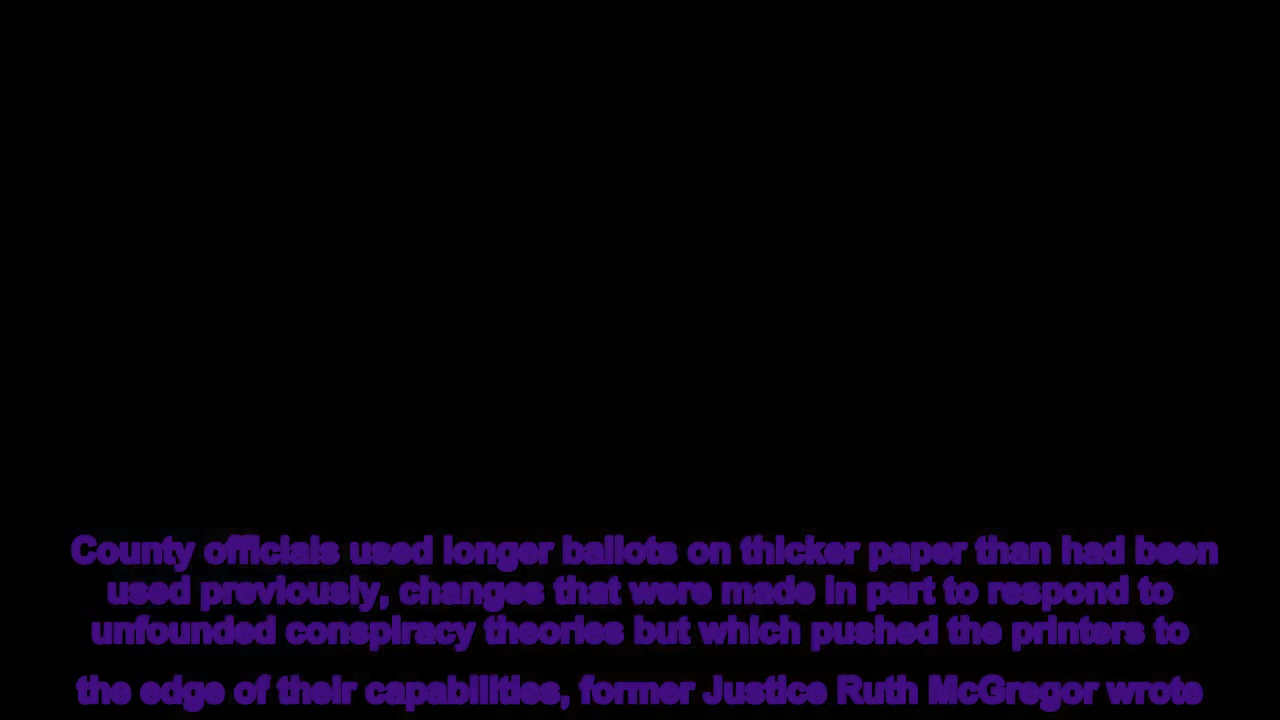 County officials used longer ballots on thicker paper than had been
used previously, changes that were made in part to respond to
unfounded conspiracy theories but which pushed the printers to
the edge of their capabilities, former Justice Ruth McGregor wrote